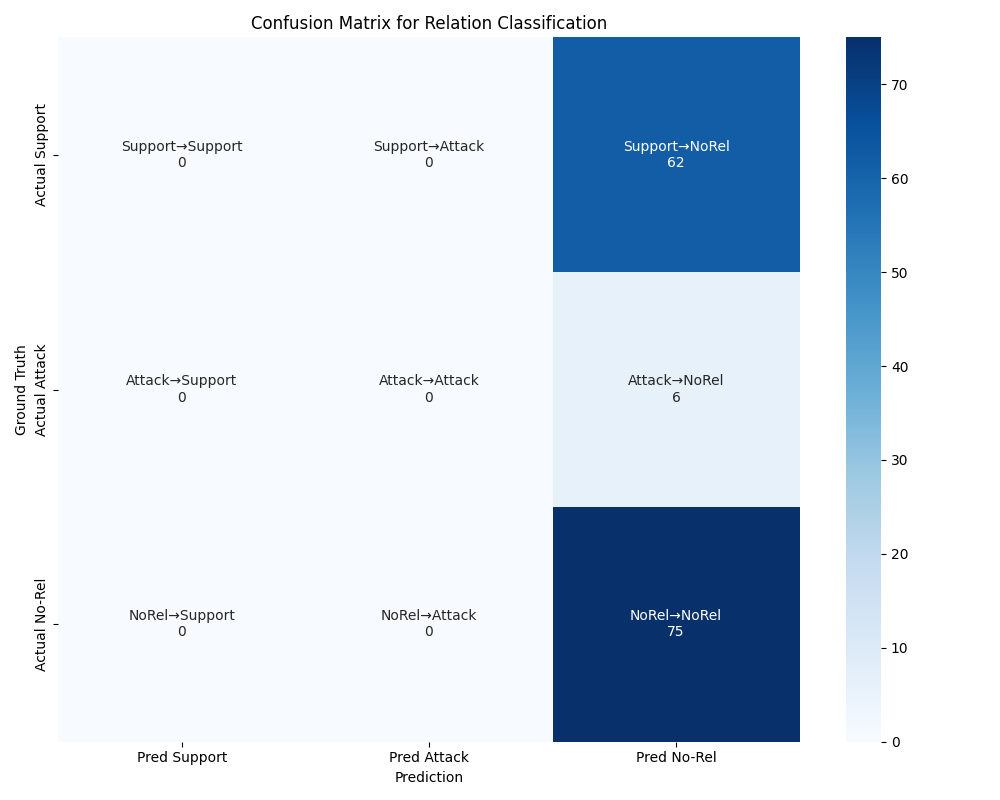 Confusion Matrix for Relation Classification
Ground Truth
Actual Support
Actual Attack
Actual No-Rel
Support→Support
0
Support→Attack
0
Support→NoRel
62
Attack→Support
0
Attack→Attack
0
Attack→NoRel
6
NoRel→Support
0
NoRel→Attack
0
NoRel→NoRel
75
Pred Support
Pred Attack
Pred No-Rel
Prediction
70
60
50
40
30
20
10
0